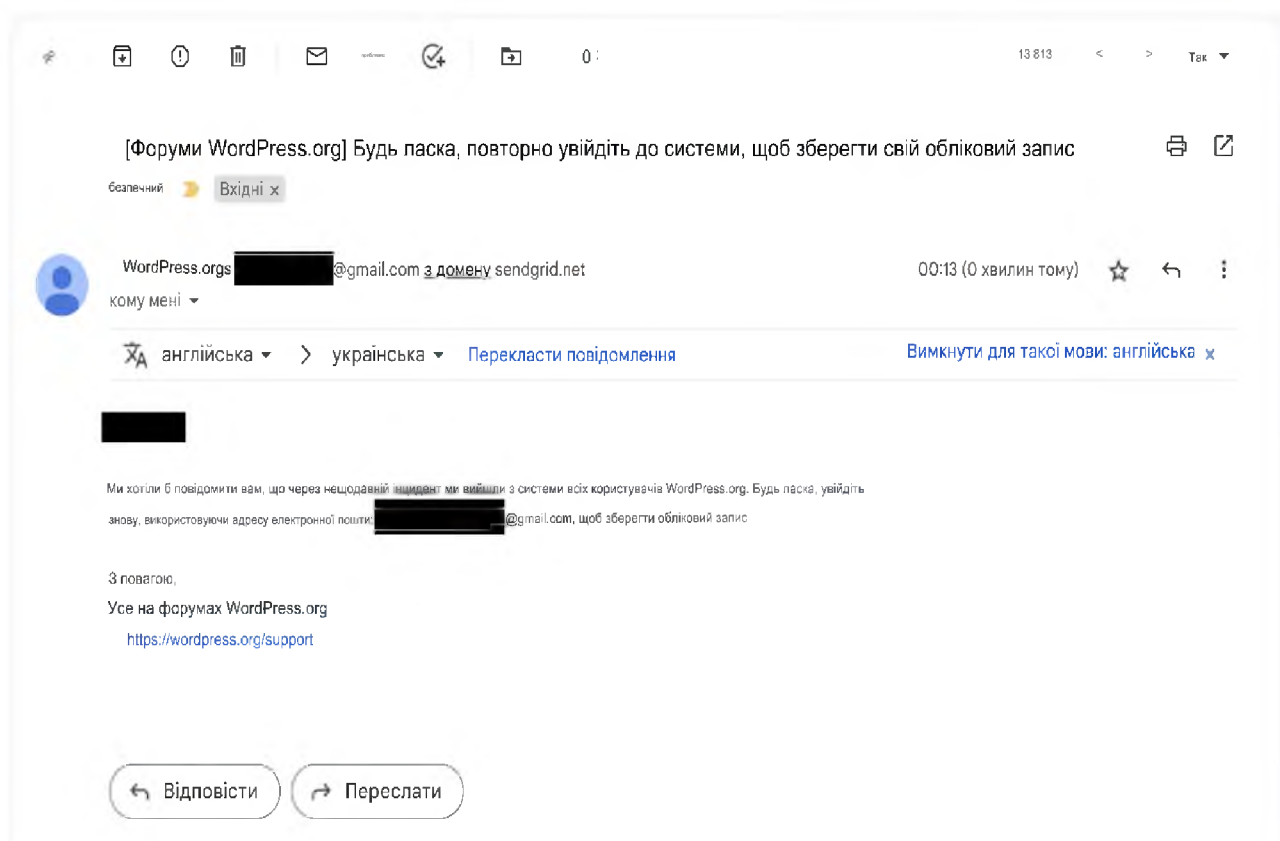 0 :
13 813 < > Так
[Форуми WordPress.org] Будь ласка, повторно увійдіть до системи, щоб зберегти свій обліковий запис
безпечний Вхідні x
WordPress.orgs @gmail.com з домену sendgrid.net 00:13 (0 хвилин тому)
кому мені
англійська > українська Перекласти повідомлення Вимкнути для такої мови: англійська x
Ми хотіли б повідомити вам, що через нещодавній інцидент ми вийшли з системи всіх користувачів WordPress.org. Будь ласка, увійдіть
знову, використовуючи адресу електронної пошти: @gmail.com, щоб зберегти обліковий запис
З повагою,
Усе на форумах WordPress.org
https://wordpress.org/support
Відповісти Переслати